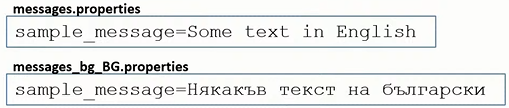 messages.properties
sample_message=Some text in English
messages_bg_BG.properties
sample_message=Някакъв текст на български